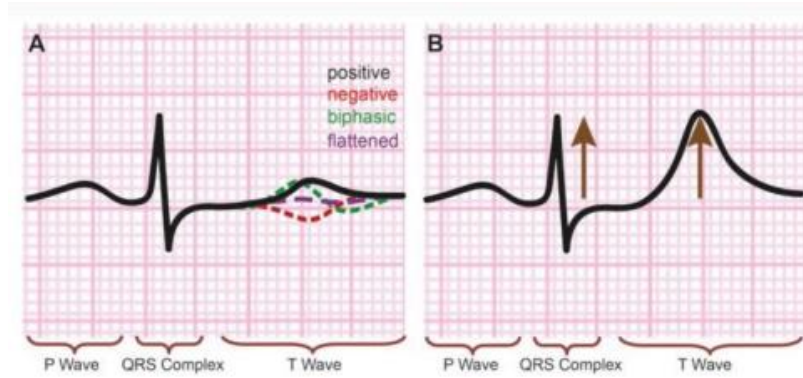 A
positive
negative
biphasic
flattened
P Wave QRS Complex T Wave
B
P Wave QRS Complex T Wave